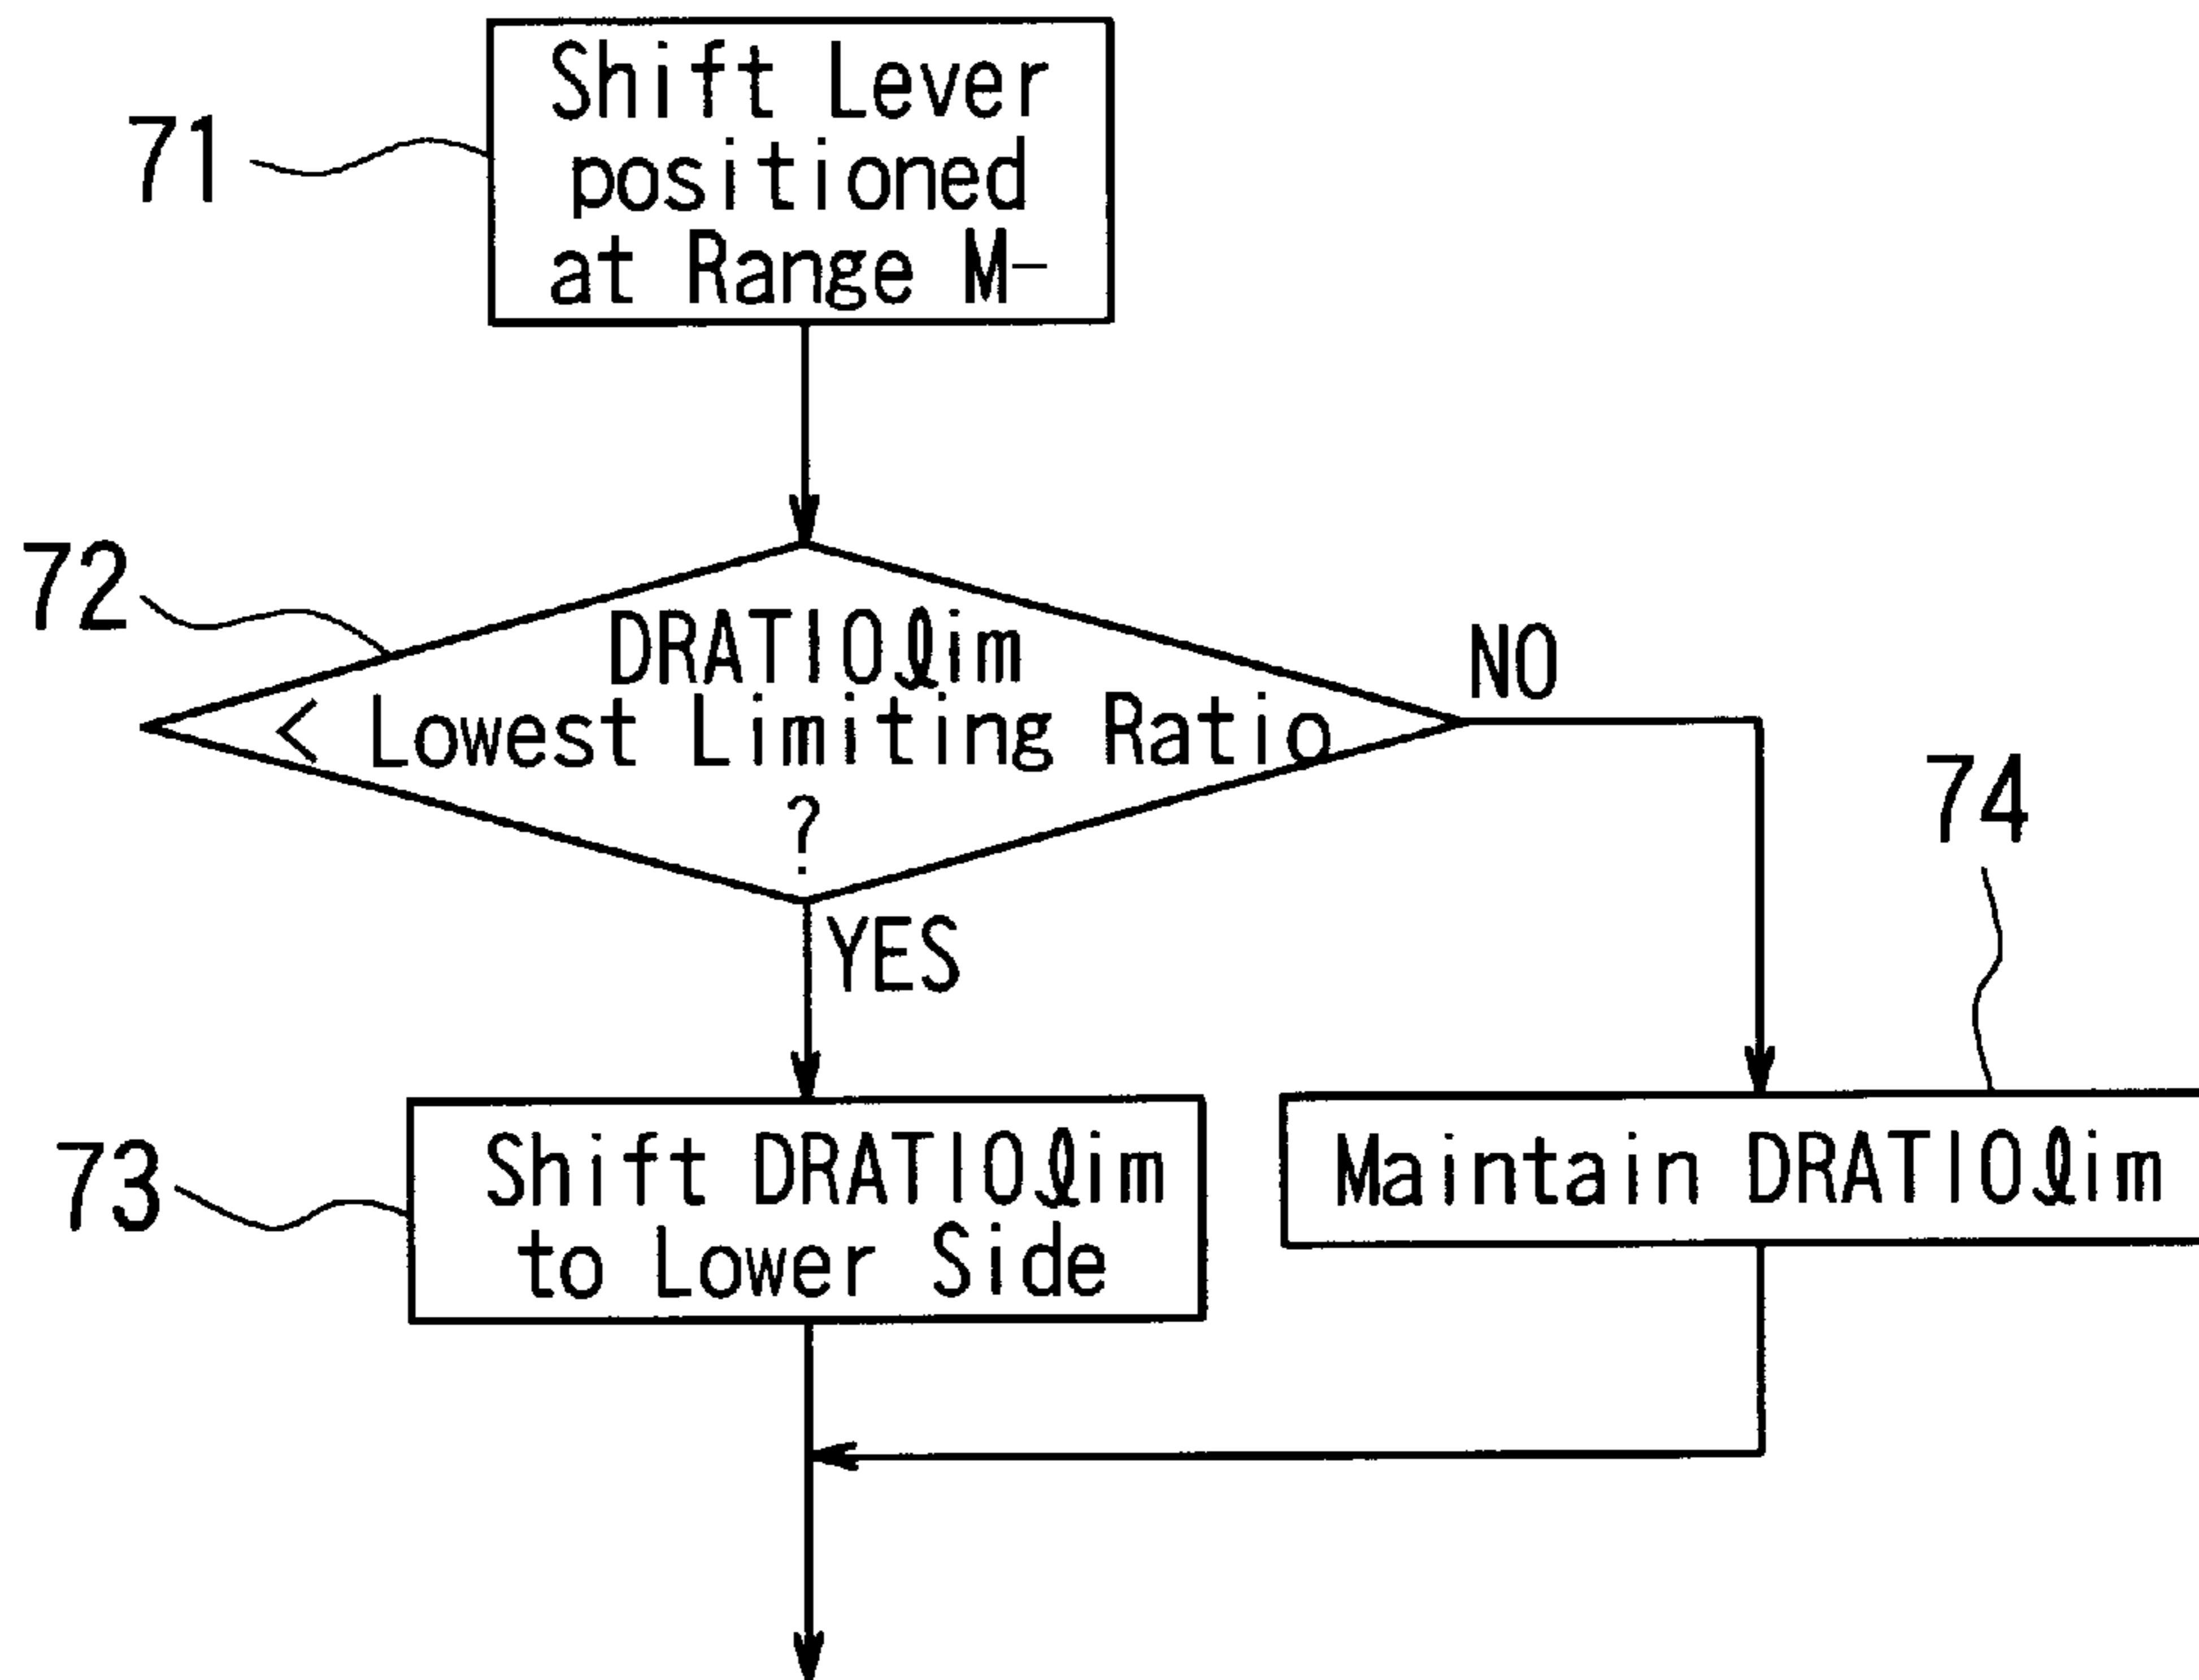 71
Shift Lever
positioned
at Range M-
72
DRATIOℓim
< Lowest Limiting Ratio
?
NO
YES
74
73
Shift DRATIOℓim
to Lower Side
Maintain DRATIOℓim